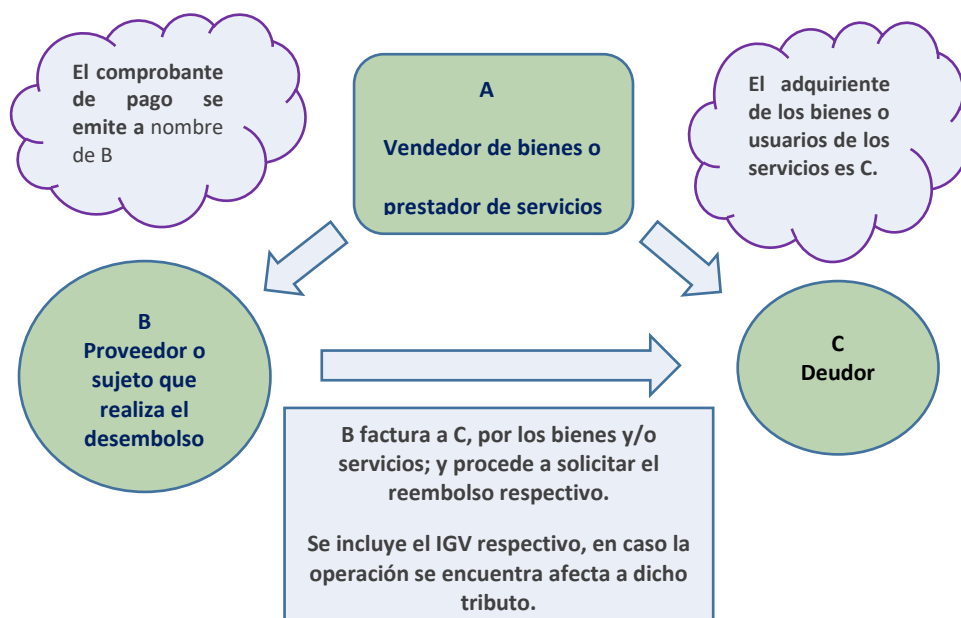 El comprobante
de pago se
emite a nombre
de B
A
Vendedor de bienes o
prestador de servicios
El adquiriente
de los bienes o
usuarios de los
servicios es C.
B
Proveedor o
sujeto que
realiza el
desembolso
C
Deudor
B factura a C, por los bienes y/o
servicios; y procede a solicitar el
reembolso respectivo.
Se incluye el IGV respectivo, en caso la
operación se encuentra afecta a dicho
tributo.